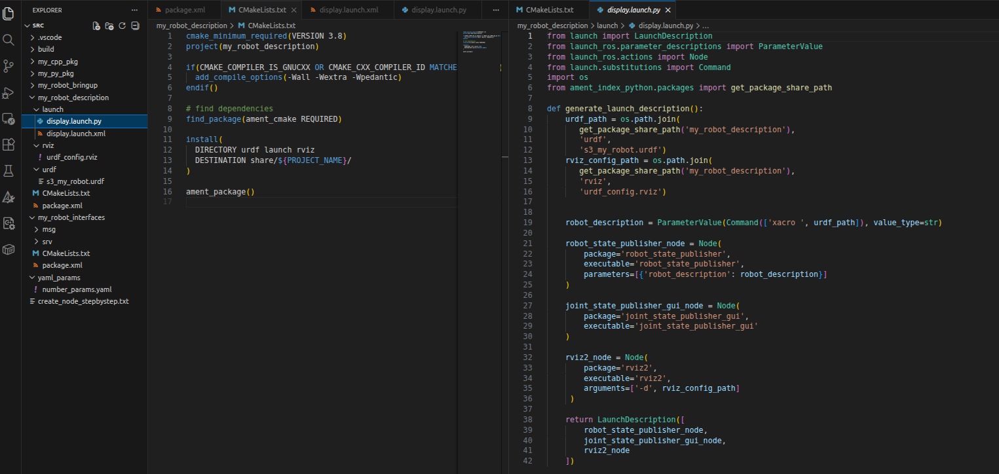 EXPLORER
SRC
.vscode
build
my_cpp_pkg
my_py_pkg
my_robot_bringup
my_robot_description
launch
display.launch.py
display.launch.xml
rviz
! urdf_config.rviz
urdf
s3_my_robot.urdf
M CMakeLists.txt
package.xml
my_robot_interfaces
msg
srv
M CMakeLists.txt
package.xml
yaml_params
! number_params.yaml
create_node_stepbystep.txt
package.xml M CMakeLists.txt display.launch.xml display.launch.py
my_robot_description > M CMakeLists.txt
1 cmake_minimum_required(VERSION 3.8)
2 project(my_robot_description)
3
4 if(CMAKE_COMPILER_IS_GNUCXX OR CMAKE_CXX_COMPILER_ID MATCHE
5 add_compile_options(-Wall -Wextra -Wpedantic)
6 endif()
7
8 # find dependencies
9 find_package(ament_cmake REQUIRED)
10
11 install(
12 DIRECTORY urdf launch rviz
13 DESTINATION share/${PROJECT_NAME}/
14 )
15
16 ament_package()
17
M CMakeLists.txt display.launch.py
my_robot_description > launch > display.launch.py > ...
1 from launch import LaunchDescription
2 from launch_ros.parameter_descriptions import ParameterValue
3 from launch_ros.actions import Node
4 from launch.substitutions import Command
5 import os
6 from ament_index_python.packages import get_package_share_path
7
8 def generate_launch_description():
9 urdf_path = os.path.join(
10 get_package_share_path('my_robot_description'),
11 'urdf',
12 's3_my_robot.urdf')
13 rviz_config_path = os.path.join(
14 get_package_share_path('my_robot_description'),
15 'rviz',
16 'urdf_config.rviz')
17
18
19 robot_description = ParameterValue(Command(['xacro ', urdf_path]), value_type=str)
20
21 robot_state_publisher_node = Node(
22 package='robot_state_publisher',
23 executable='robot_state_publisher',
24 parameters=[{'robot_description': robot_description}]
25 )
26
27 joint_state_publisher_gui_node = Node(
28 package='joint_state_publisher_gui',
29 executable='joint_state_publisher_gui'
30 )
31
32 rviz2_node = Node(
33 package='rviz2',
34 executable='rviz2',
35 arguments=['-d', rviz_config_path]
36 )
37
38 return LaunchDescription([
39 robot_state_publisher_node,
40 joint_state_publisher_gui_node,
41 rviz2_node
42 ])